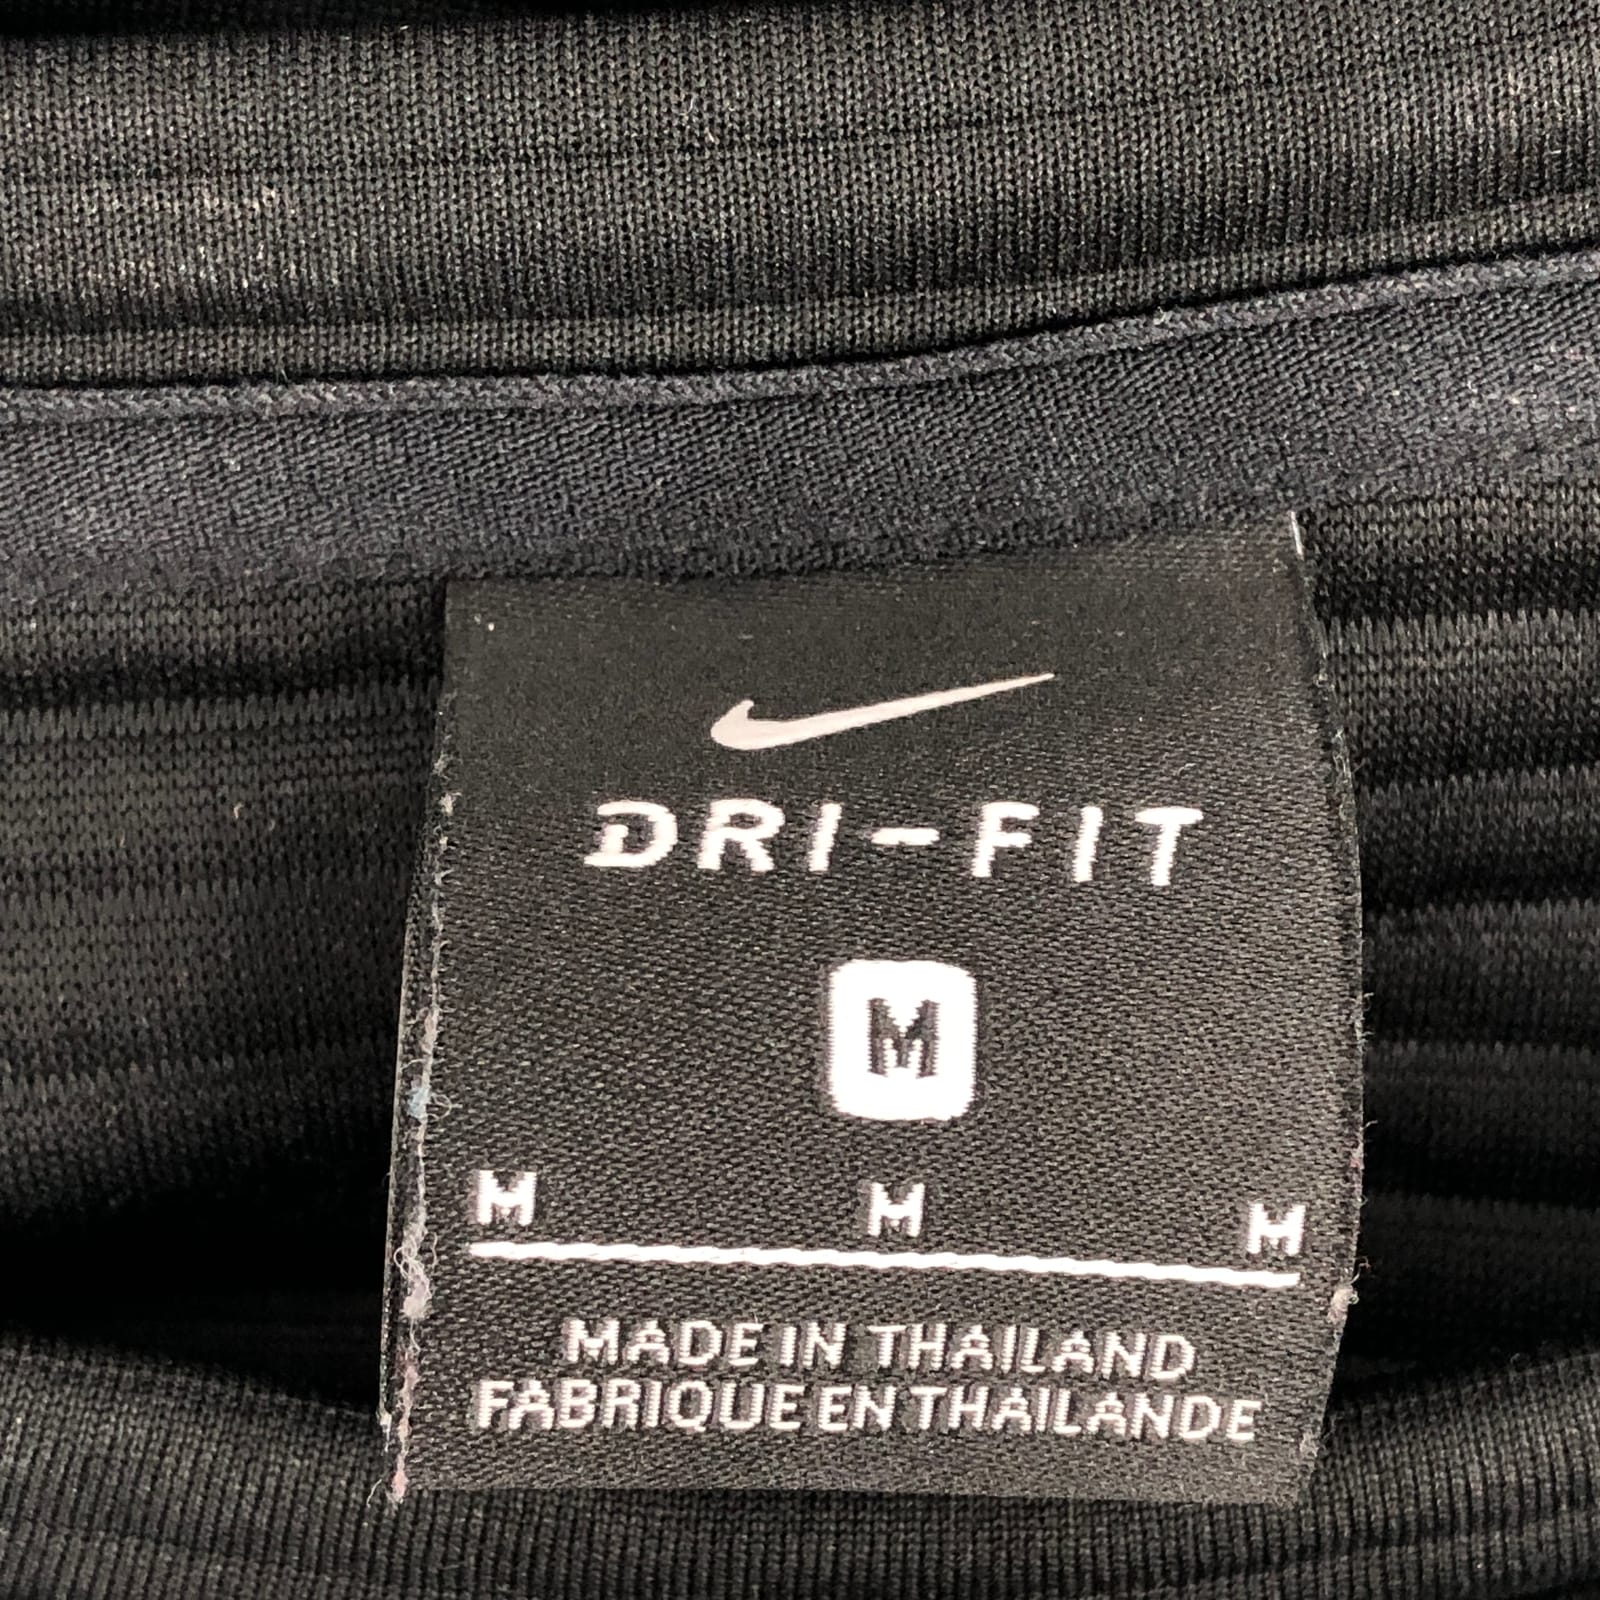 DRI-FIT
M
M M M
MADE IN THAILAND
FABRIQUE EN THAILANDE